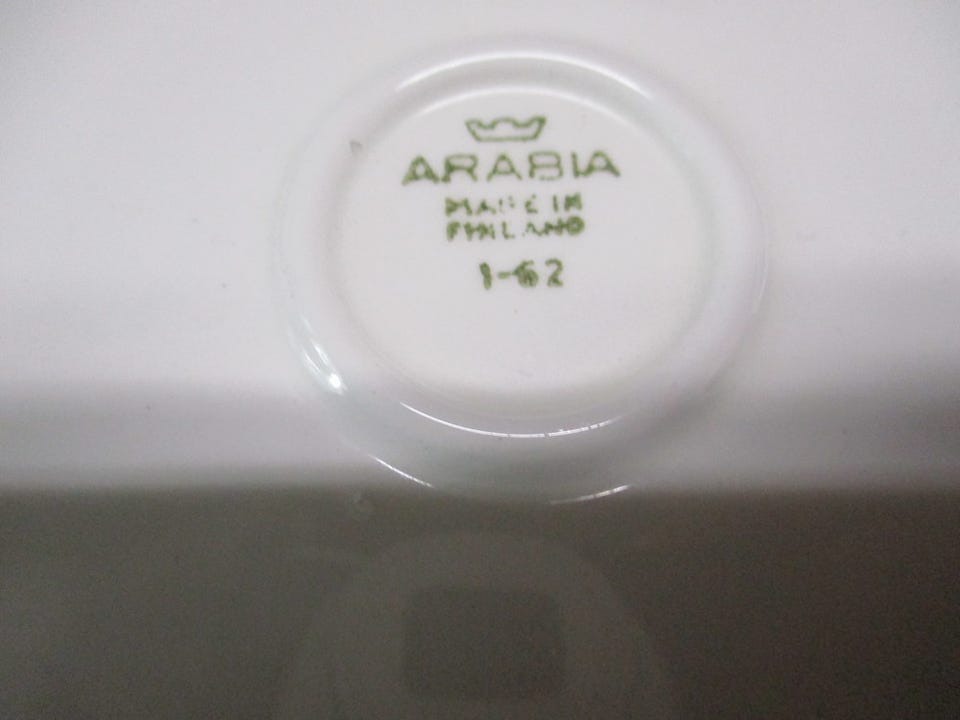 ARABIA
MADE IN
FINLAND
1-62